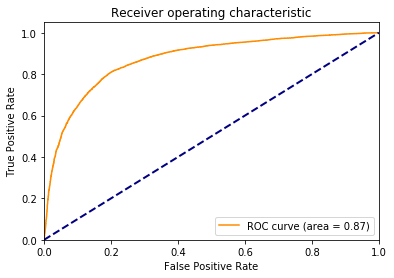 Receiver operating characteristic
True Positive Rate
1.0
0.8
0.6
0.4
0.2
0.0
ROC curve (area = 0.87)
0.0 0.2 0.4 0.6 0.8 1.0
False Positive Rate